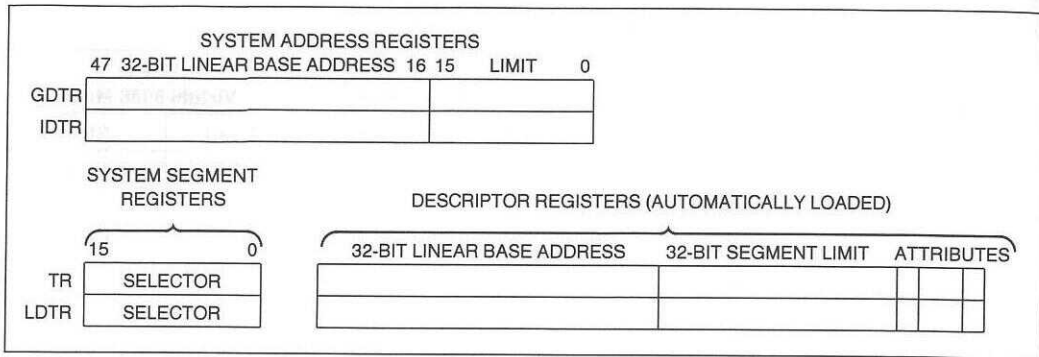 SYSTEM ADDRESS REGISTERS
47 32-BIT LINEAR BASE ADDRESS 16 15 LIMIT 0
GDTR
IDTR
SYSTEM SEGMENT
REGISTERS
DESCRIPTOR REGISTERS (AUTOMATICALLY LOADED)
15 0
32-BIT LINEAR BASE ADDRESS 32-BIT SEGMENT LIMIT ATTRIBUTES
TR SELECTOR
LDTR SELECTOR